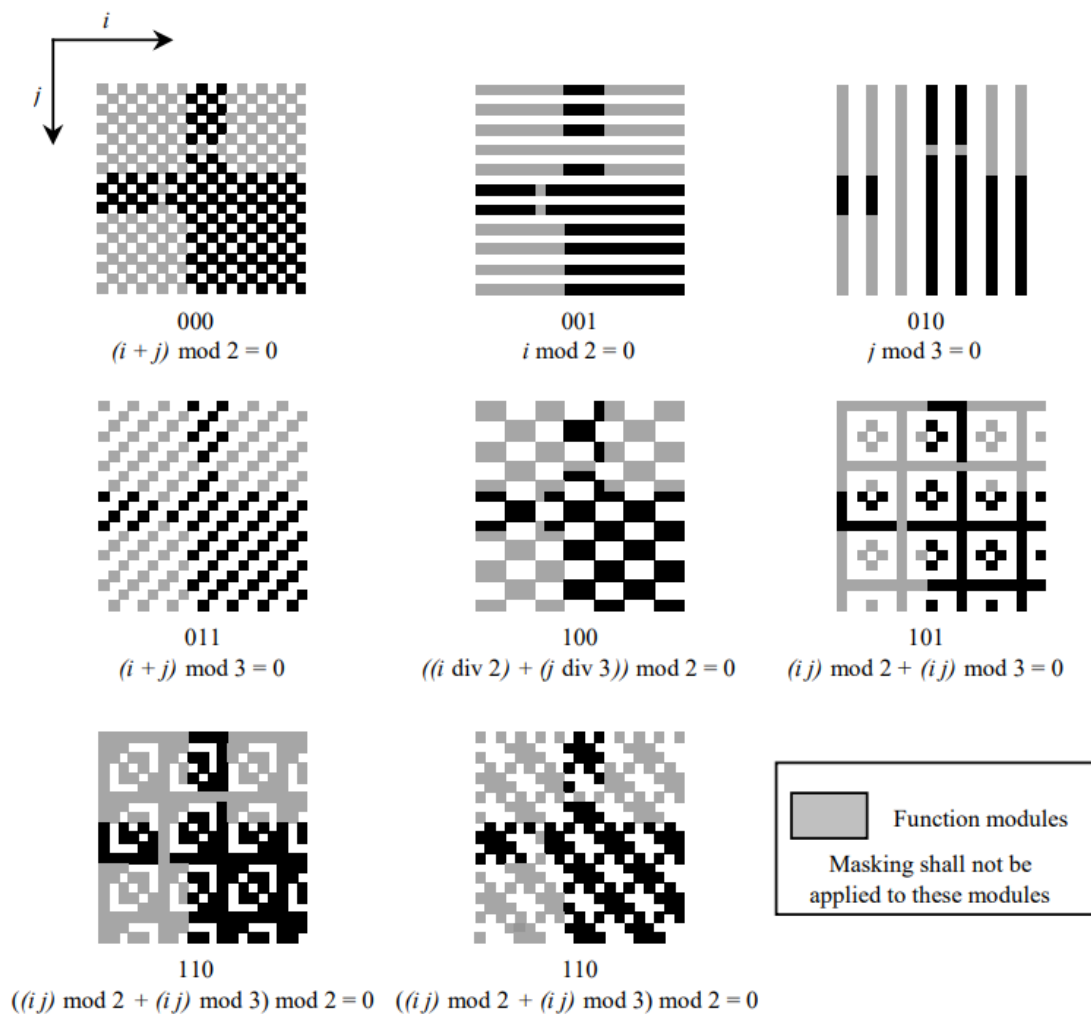 i
j
000
(i + j) mod 2 = 0
001
i mod 2 = 0
010
j mod 3 = 0
011
(i + j) mod 3 = 0
100
((i div 2) + (j div 3)) mod 2 = 0
101
(i j) mod 2 + (i j) mod 3 = 0
110
((i j) mod 2 + (i j) mod 3) mod 2 = 0
110
((i j) mod 2 + (i j) mod 3) mod 2 = 0
Function modules
Masking shall not be
applied to these modules